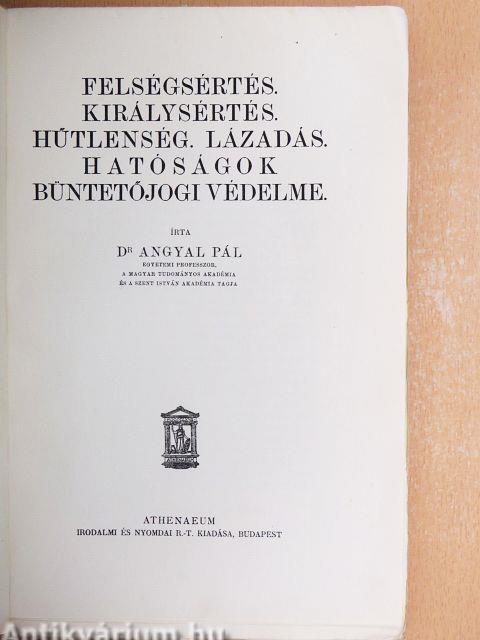 FELSÉGSÉRTÉS.
KIRÁLYSÉRTÉS.
HŰTLENSÉG. LÁZADÁS.
HATÓSÁGOK
BÜNTETŐJOGI VÉDELME.
ÍRTA
DR ANGYAL PÁL
EGYETEMI PROFESSZOR,
A MAGYAR TUDOMÁNYOS AKADÉMIA
ÉS A SZENT ISTVÁN AKADÉMIA TAGJA
ATHENAEUM
IRODALMI ÉS NYOMDAI R.-T. KIADÁSA, BUDAPEST
Antikvárium.hu